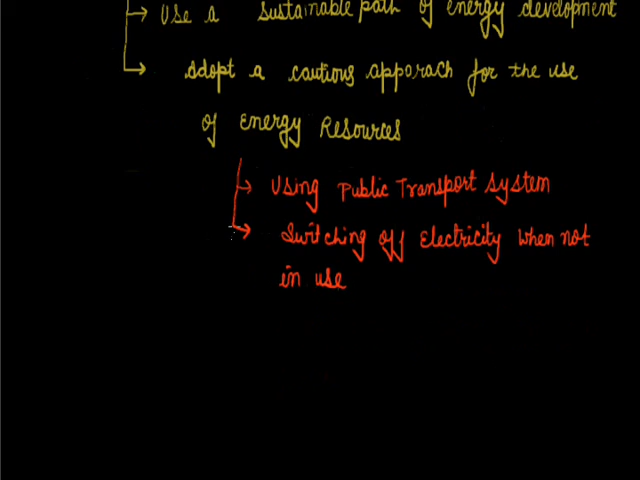 Use a sustainable path of energy development
Adopt a cautious apparach for the use
of Energy Resources
Using Public Transport system
Switching off Electricity when not
in use